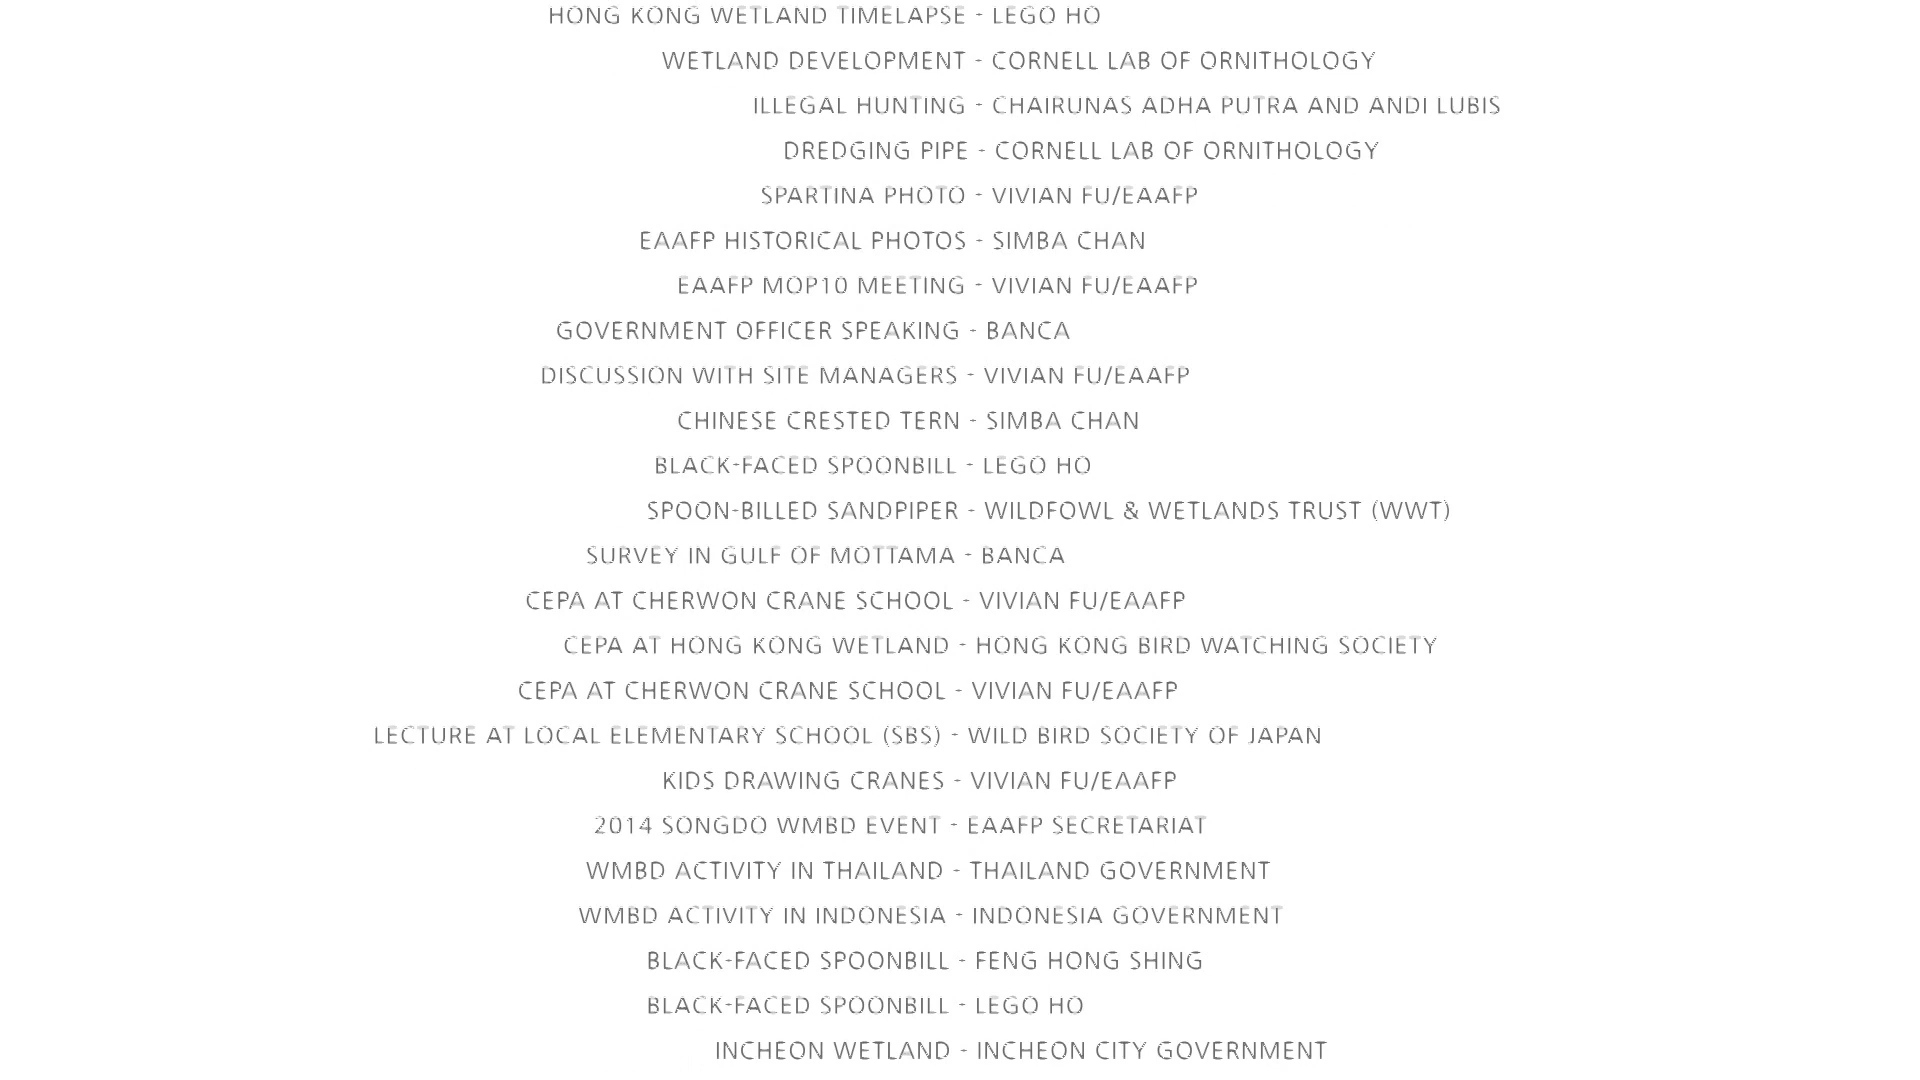 HONG KONG WETLAND TIMELAPSE - LEGO HO
WETLAND DEVELOPMENT - CORNELL LAB OF ORNITHOLOGY
ILLEGAL HUNTING - CHAIRUNAS ADHA PUTRA AND ANDI LUBIS
DREDGING PIPE - CORNELL LAB OF ORNITHOLOGY
SPARTINA PHOTO - VIVIAN FU/EAAFP
EAAFP HISTORICAL PHOTOS - SIMBA CHAN
EAAFP MOP10 MEETING - VIVIAN FU/EAAFP
GOVERNMENT OFFICER SPEAKING - BANCA
DISCUSSION WITH SITE MANAGERS - VIVIAN FU/EAAFP
CHINESE CRESTED TERN - SIMBA CHAN
BLACK-FACED SPOONBILL - LEGO HO
SPOON-BILLED SANDPIPER - WILDFOWL & WETLANDS TRUST (WWT)
SURVEY IN GULF OF MOTTAMA - BANCA
CEPA AT CHERWON CRANE SCHOOL - VIVIAN FU/EAAFP
CEPA AT HONG KONG WETLAND - HONG KONG BIRD WATCHING SOCIETY
CEPA AT CHERWON CRANE SCHOOL - VIVIAN FU/EAAFP
LECTURE AT LOCAL ELEMENTARY SCHOOL (SBS) - WILD BIRD SOCIETY OF JAPAN
KIDS DRAWING CRANES - VIVIAN FU/EAAFP
2014 SONGDO WMBD EVENT - EAAFP SECRETARIAT
WMBD ACTIVITY IN THAILAND - THAILAND GOVERNMENT
WMBD ACTIVITY IN INDONESIA - INDONESIA GOVERNMENT
BLACK-FACED SPOONBILL - FENG HONG SHING
BLACK-FACED SPOONBILL - LEGO HO
INCHEON WETLAND - INCHEON CITY GOVERNMENT